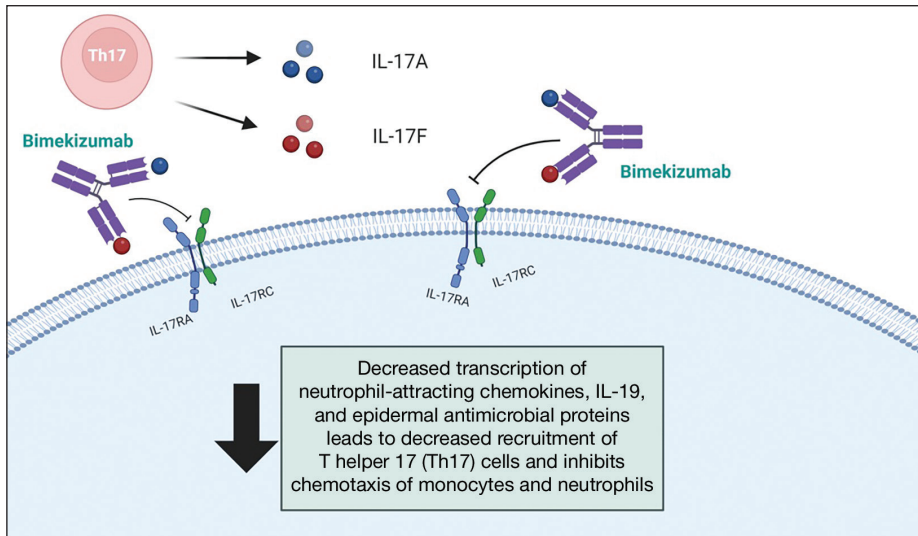 Th17
IL-17A
IL-17F
Bimekizumab
Bimekizumab
IL-17RA
IL-17RC
IL-17RA
IL-17RC
Decreased transcription of
neutrophil-attracting chemokines, IL-19,
and epidermal antimicrobial proteins
leads to decreased recruitment of
T helper 17 (Th17) cells and inhibits
chemotaxis of monocytes and neutrophils